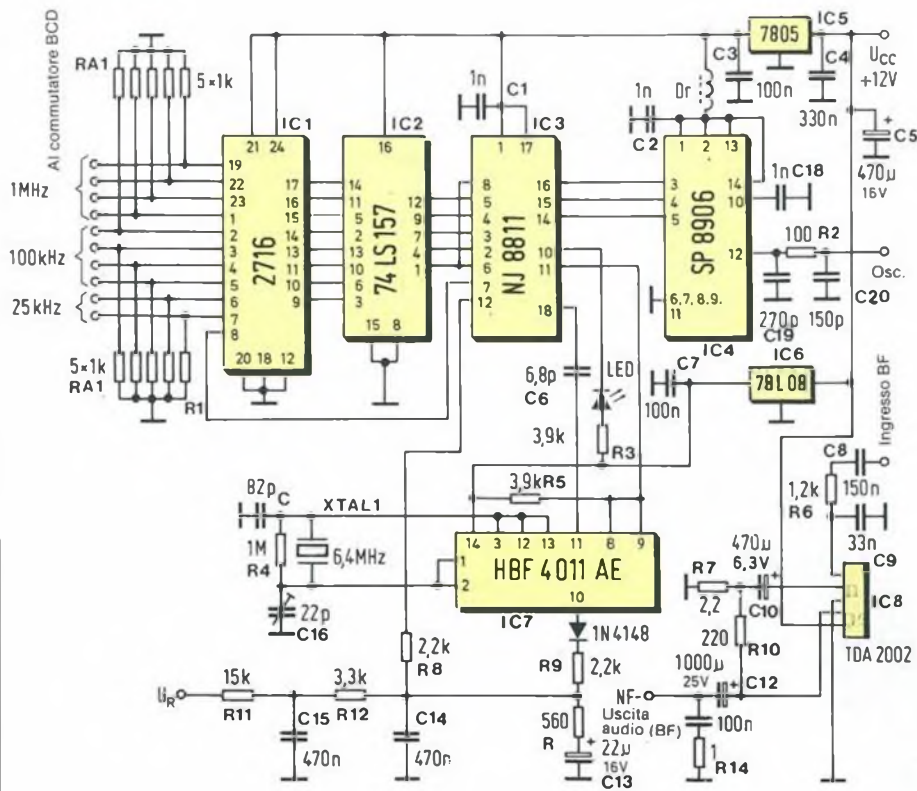 Al commutatore BCD
RA1
5×1k
1MHz
100kHz
25kHz
5×1k
RA1
R1
IC1
21 24
19
22
23
1
2
3
4
5
6
7
8
17
16
15
14
13
11
10
9
2716
20 18 12
IC2
16
14
11
5
2
13
10
6
3
12
9
7
4
1
74LS157
15 8
1n
C1
IC3
1 17
8
5
4
3
2
6
7
12
16
15
14
10
11
18
NJ 8811
1n
C2
Dr
C3
100n
7805
IC5
C4
330n
UCC
+12V
C5
+
470µ
16V
1 2 13
3
4
5
14
10
12
6,7,8,9.
11
SP 8906
IC4
1n C18
100 R2
Osc.
C19
270p
C20
150p
IC6
78L08
C7
100n
6,8p
C6
LED
3,9k
R3
3,9k R5
Ingresso BF
C8
150n
1,2k
R6
33n
C9
IC8
TDA 2002
82p C
XTAL1
1M
R4
6,4MHz
22p
C16
14 3 12 13 11 8 9
1
2
HBF 4011 AE
10
IC7
1N4148
2,2k
R8
R9
2,2k
R7
2,2
470µ
6,3V
C10
220
R10
1000µ
25V
C12
NF-
Uscita
audio (BF)
100n
1
R14
UR
15k
R11
3,3k
R12
C15
470n
C14
470n
560
R
+
22µ
16V
C13